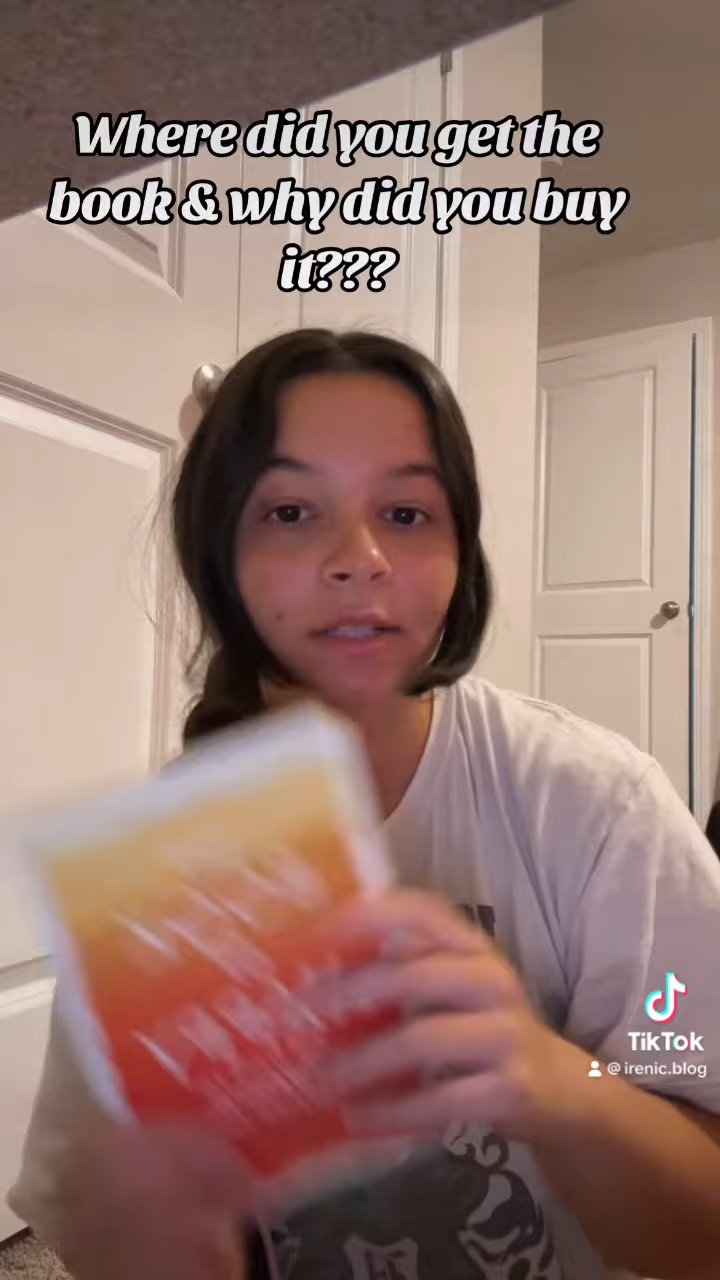 Where did you get the
book & why did you buy
it???
TikTok
@irenic.blog